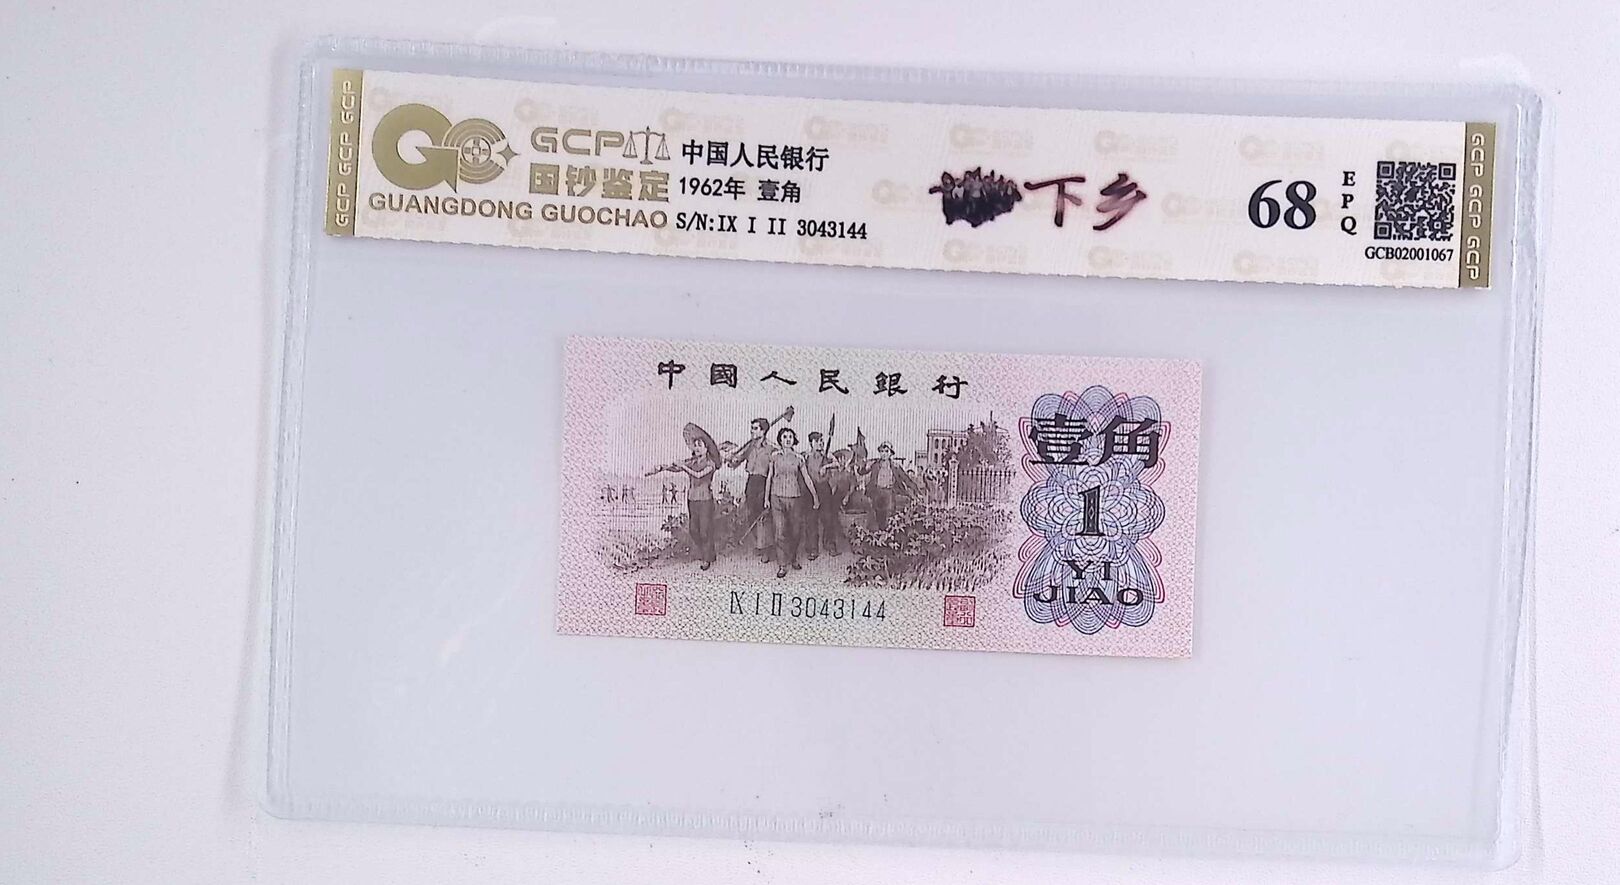 GCP GCP GCP
GCP
国钞鉴定
GUANGDONG GUOCHAO
中国人民银行
1962年 壹角
S/N:IX I II 3043144
下乡
68
EPQ
GCB02001067
GCP GCP GCP
中國人民銀行
壹角
1
YI
JIAO
IX I II 3043144